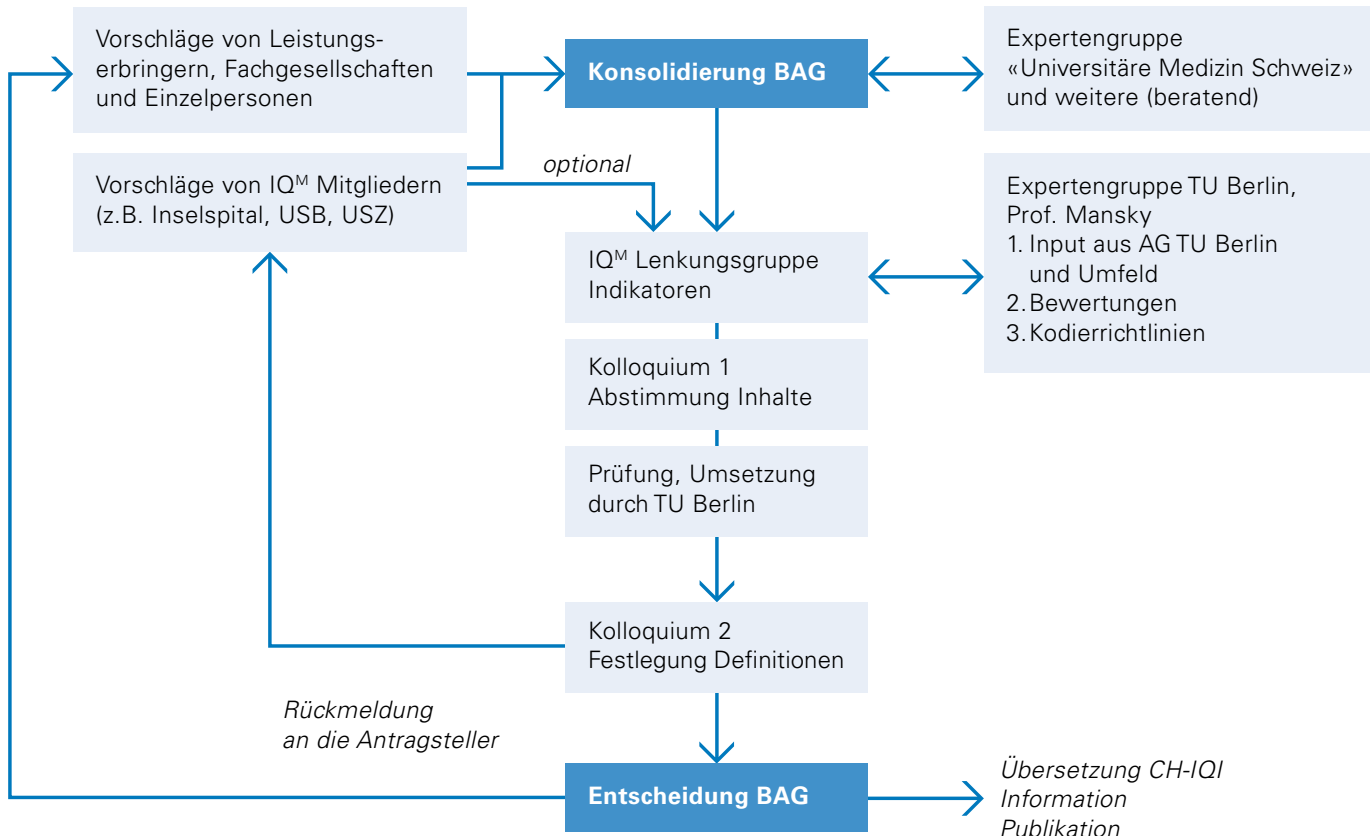 Vorschläge von Leistungs-
erbringern, Fachgesellschaften
und Einzelpersonen
Konsolidierung BAG
Expertengruppe
«Universitäre Medizin Schweiz»
und weitere (beratend)
Vorschläge von IQᴹ Mitgliedern
(z.B. Inselspital, USB, USZ)
optional
IQᴹ Lenkungsgruppe
Indikatoren
Expertengruppe TU Berlin,
Prof. Mansky
1. Input aus AG TU Berlin
und Umfeld
2. Bewertungen
3. Kodierrichtlinien
Kolloquium 1
Abstimmung Inhalte
Prüfung, Umsetzung
durch TU Berlin
Kolloquium 2
Festlegung Definitionen
Rückmeldung
an die Antragsteller
Entscheidung BAG
Übersetzung CH-IQI
Information
Publikation